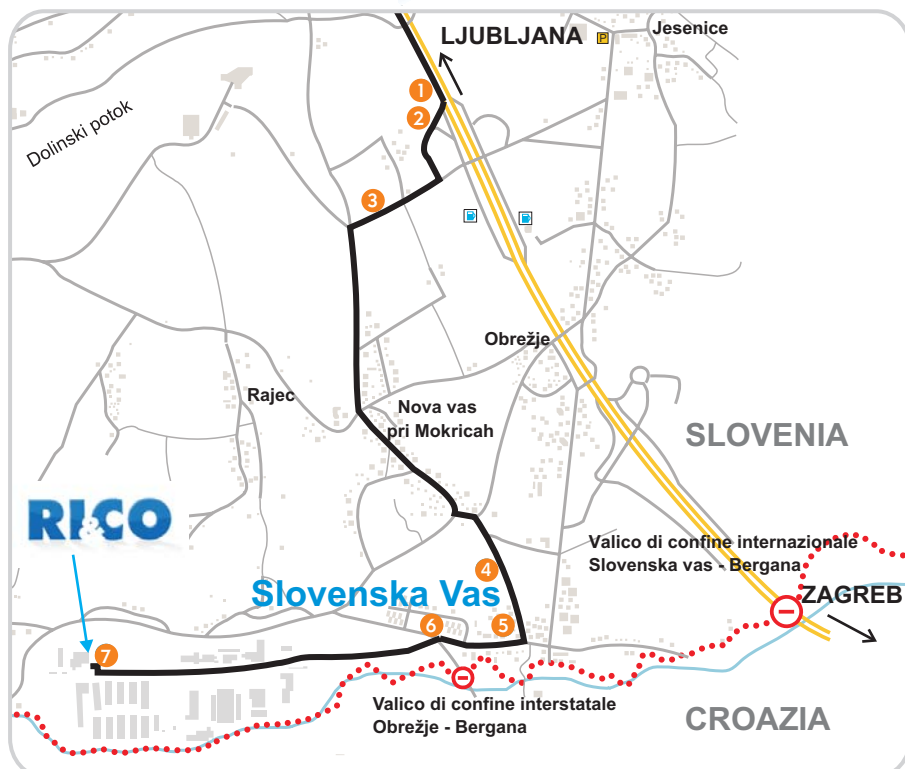 LJUBLJANA
P
Jesenice
Dolinski potok
1
2
3
Obrežje
Rajec
Nova vas
pri Mokricah
SLOVENIA
RI&CO
Valico di confine internazionale
Slovenska vas - Bergana
4
Slovenska Vas
ZAGREB
6
5
7
Valico di confine interstatale
Obrežje - Bergana
CROAZIA